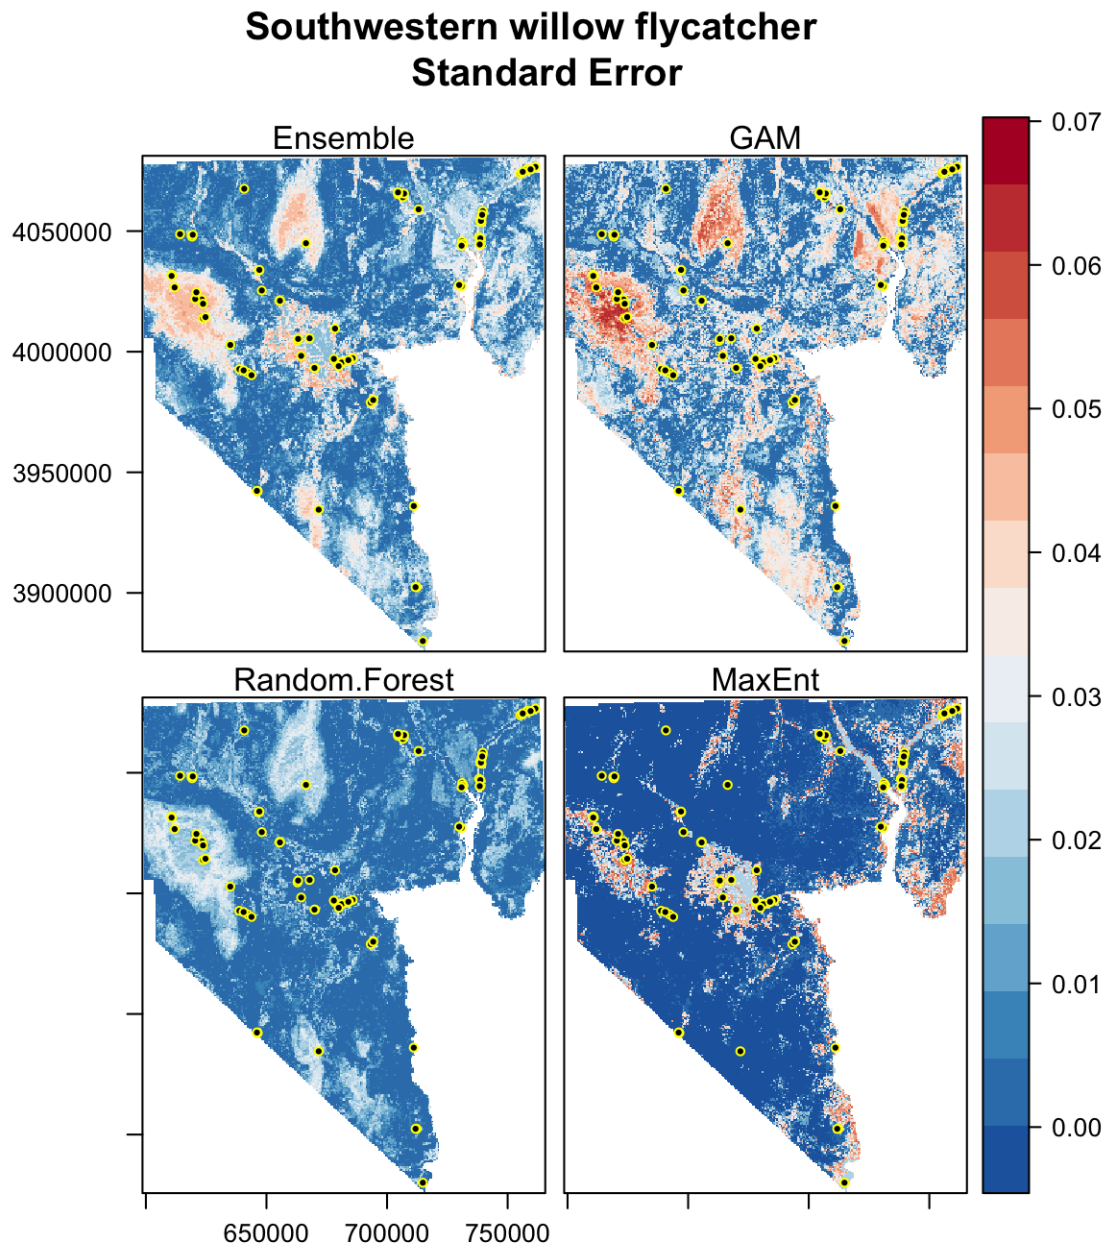 Southwestern willow flycatcher
Standard Error
Ensemble
GAM
4050000
4000000
3950000
3900000
Random.Forest
MaxEnt
650000
700000
750000
0.07
0.06
0.05
0.04
0.03
0.02
0.01
0.00